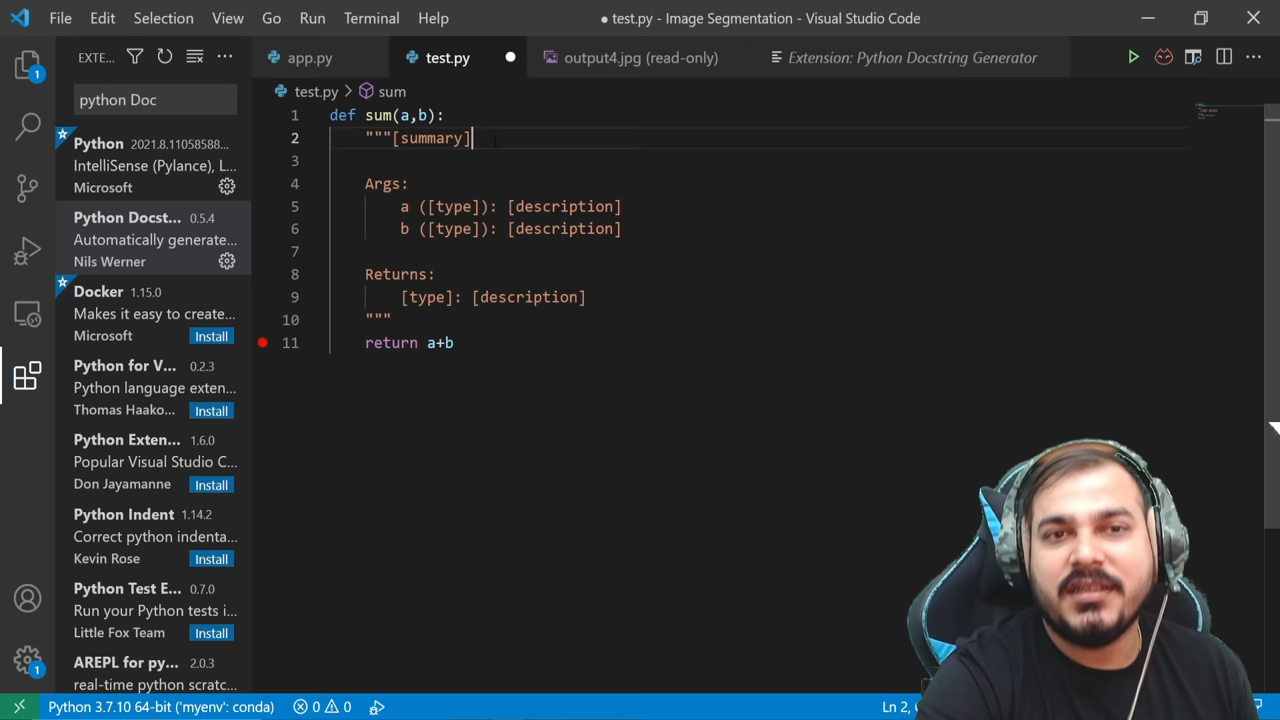 File Edit Selection View Go Run Terminal Help
● test.py - Image Segmentation - Visual Studio Code
EXTE... ···
app.py
test.py ●
output4.jpg (read-only)
Extension: Python Docstring Generator
1
python Doc
Python 2021.8.11058588...
IntelliSense (Pylance), L...
Microsoft
Python Docst... 0.5.4
Automatically generate...
Nils Werner
Docker 1.15.0
Makes it easy to create...
Microsoft Install
Python for V... 0.2.3
Python language exten...
Thomas Haako... Install
Python Exten... 1.6.0
Popular Visual Studio C...
Don Jayamanne Install
Python Indent 1.14.2
Correct python indenta...
Kevin Rose Install
Python Test E... 0.7.0
Run your Python tests i...
Little Fox Team Install
AREPL for py... 2.0.3
real-time python scratc...
1
test.py > sum
1 def sum(a,b):
2 """[summary]
3
4 Args:
5 a ([type]): [description]
6 b ([type]): [description]
7
8 Returns:
9 [type]: [description]
10 """
11 return a+b
Python 3.7.10 64-bit ('myenv': conda) 0 0
Ln 2,